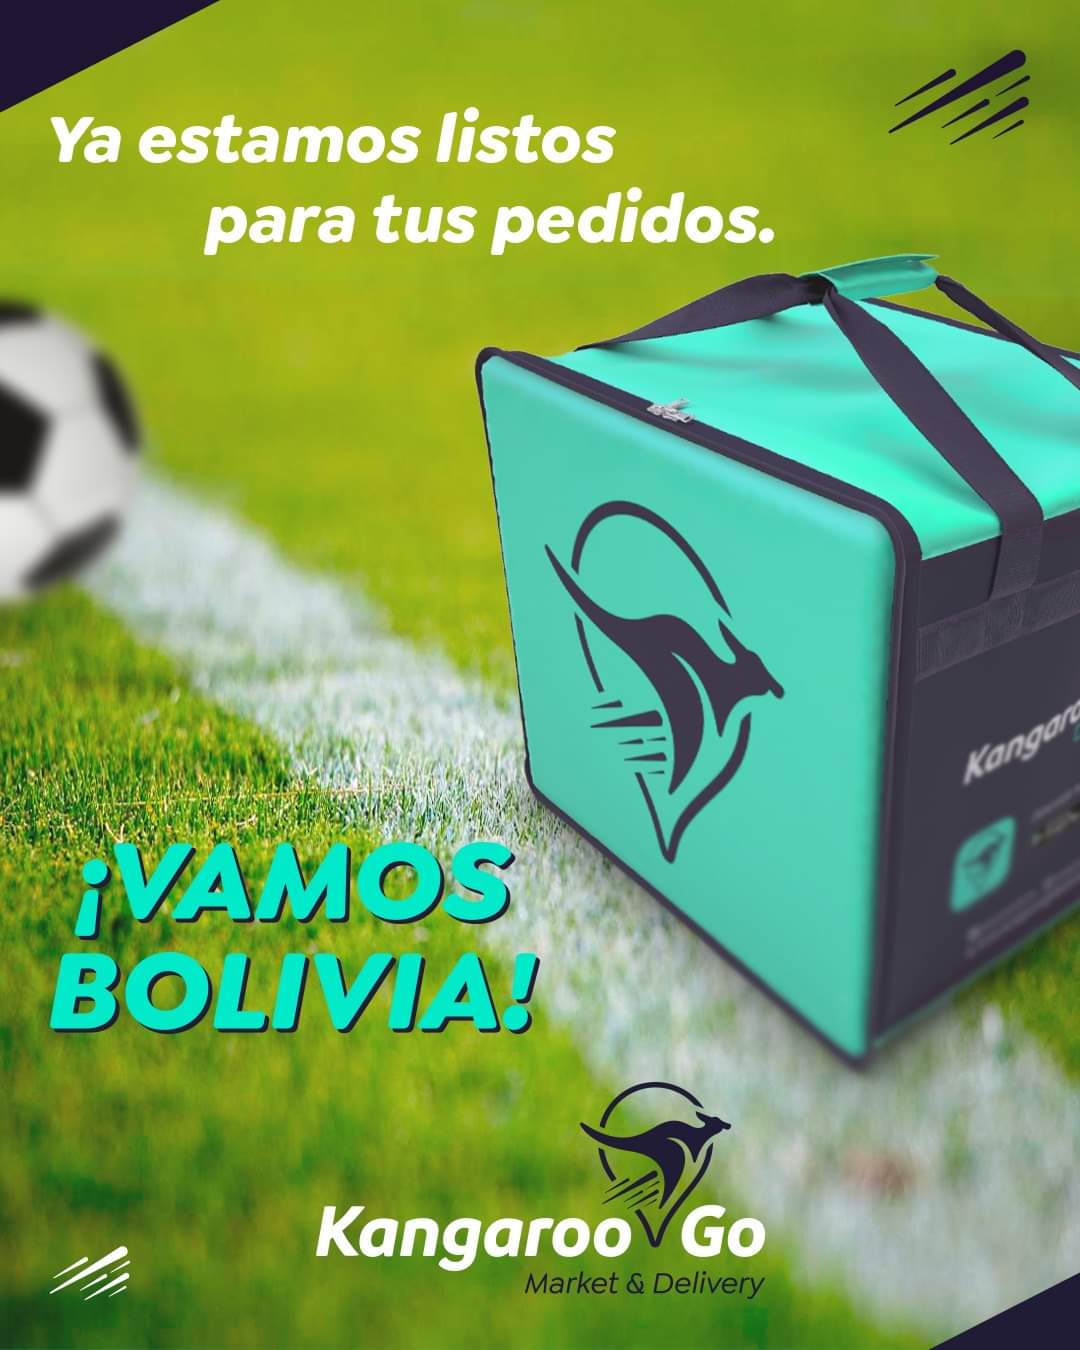 Ya estamos listos
para tus pedidos.
¡VAMOS
BOLIVIA!
Kangaroo Go
Market & Delivery